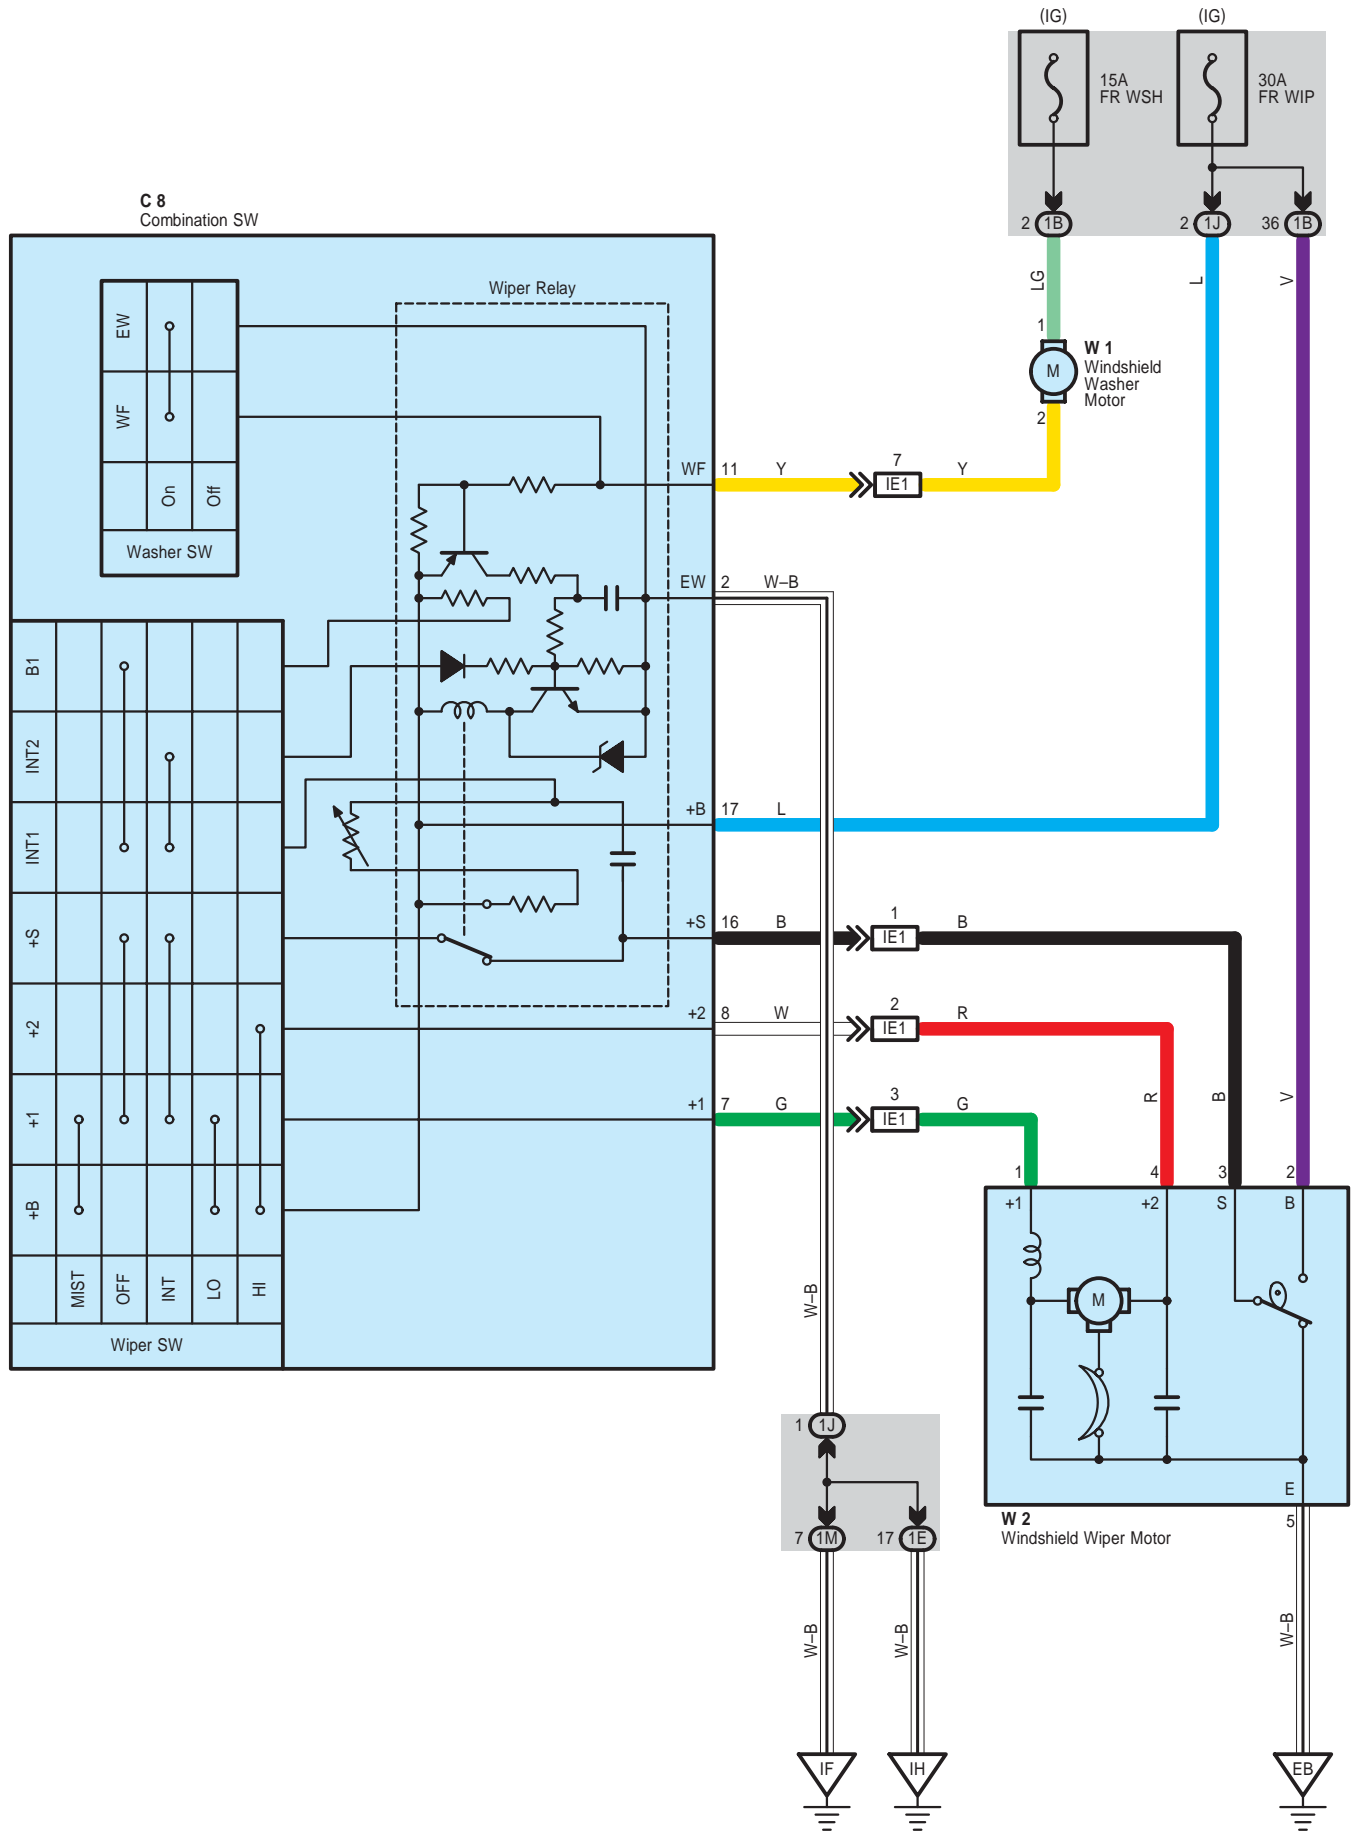 (IG)
(IG)
15A
FR WSH
30A
FR WIP
2 1B
2 1J
36 1B
LG
L
V
C 8
Combination SW
Wiper Relay
EW
WF
On
Off
Washer SW
1
M
W 1
Windshield
Washer
Motor
2
WF 11 Y
7
IE1
Y
EW 2 W–B
B1
INT2
INT1
+S
+2
+1
+B
MIST
OFF
INT
LO
HI
Wiper SW
+B 17 L
+S 16 B
1
IE1
B
+2 8 W
2
IE1
R
+1 7 G
3
IE1
G
R
B
V
1
4
3
2
+1
+2
S
B
M
E
W 2
Windshield Wiper Motor
5
W–B
1 1J
7 1M
17 1E
W–B
W–B
W–B
IF
IH
EB